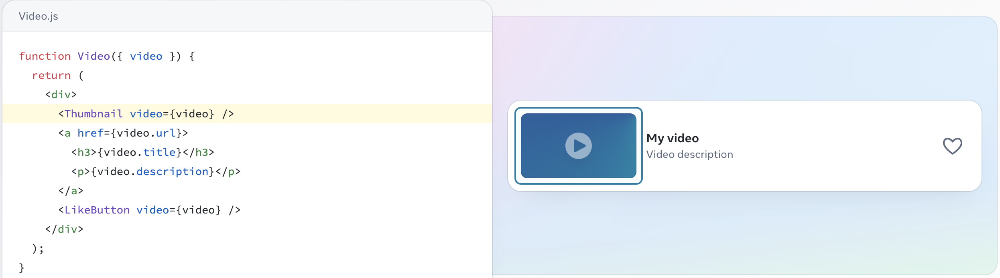 Video.js
function Video({ video }) {
  return (
    <div>
      <Thumbnail video={video} />
      <a href={video.url}>
        <h3>{video.title}</h3>
        <p>{video.description}</p>
      </a>
      <LikeButton video={video} />
    </div>
  );
}
My video
Video description